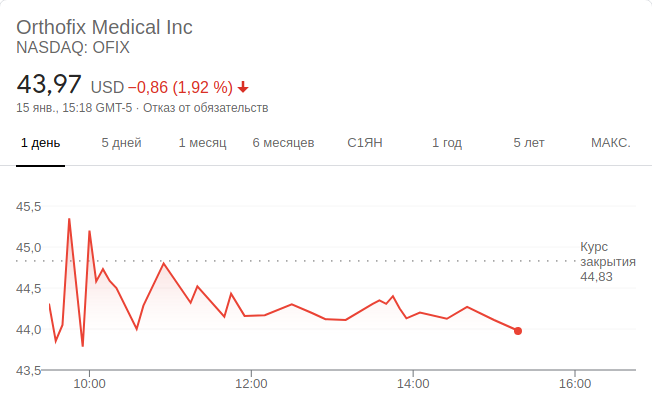 Orthofix Medical Inc
NASDAQ: OFIX
43,97 USD −0,86 (1,92 %)
15 янв., 15:18 GMT-5 · Отказ от обязательств
1 день 5 дней 1 месяц 6 месяцев С1ЯН 1 год 5 лет МАКС.
45,5
45,0
44,5
44,0
43,5
Курс
закрытия
44,83
10:00 12:00 14:00 16:00